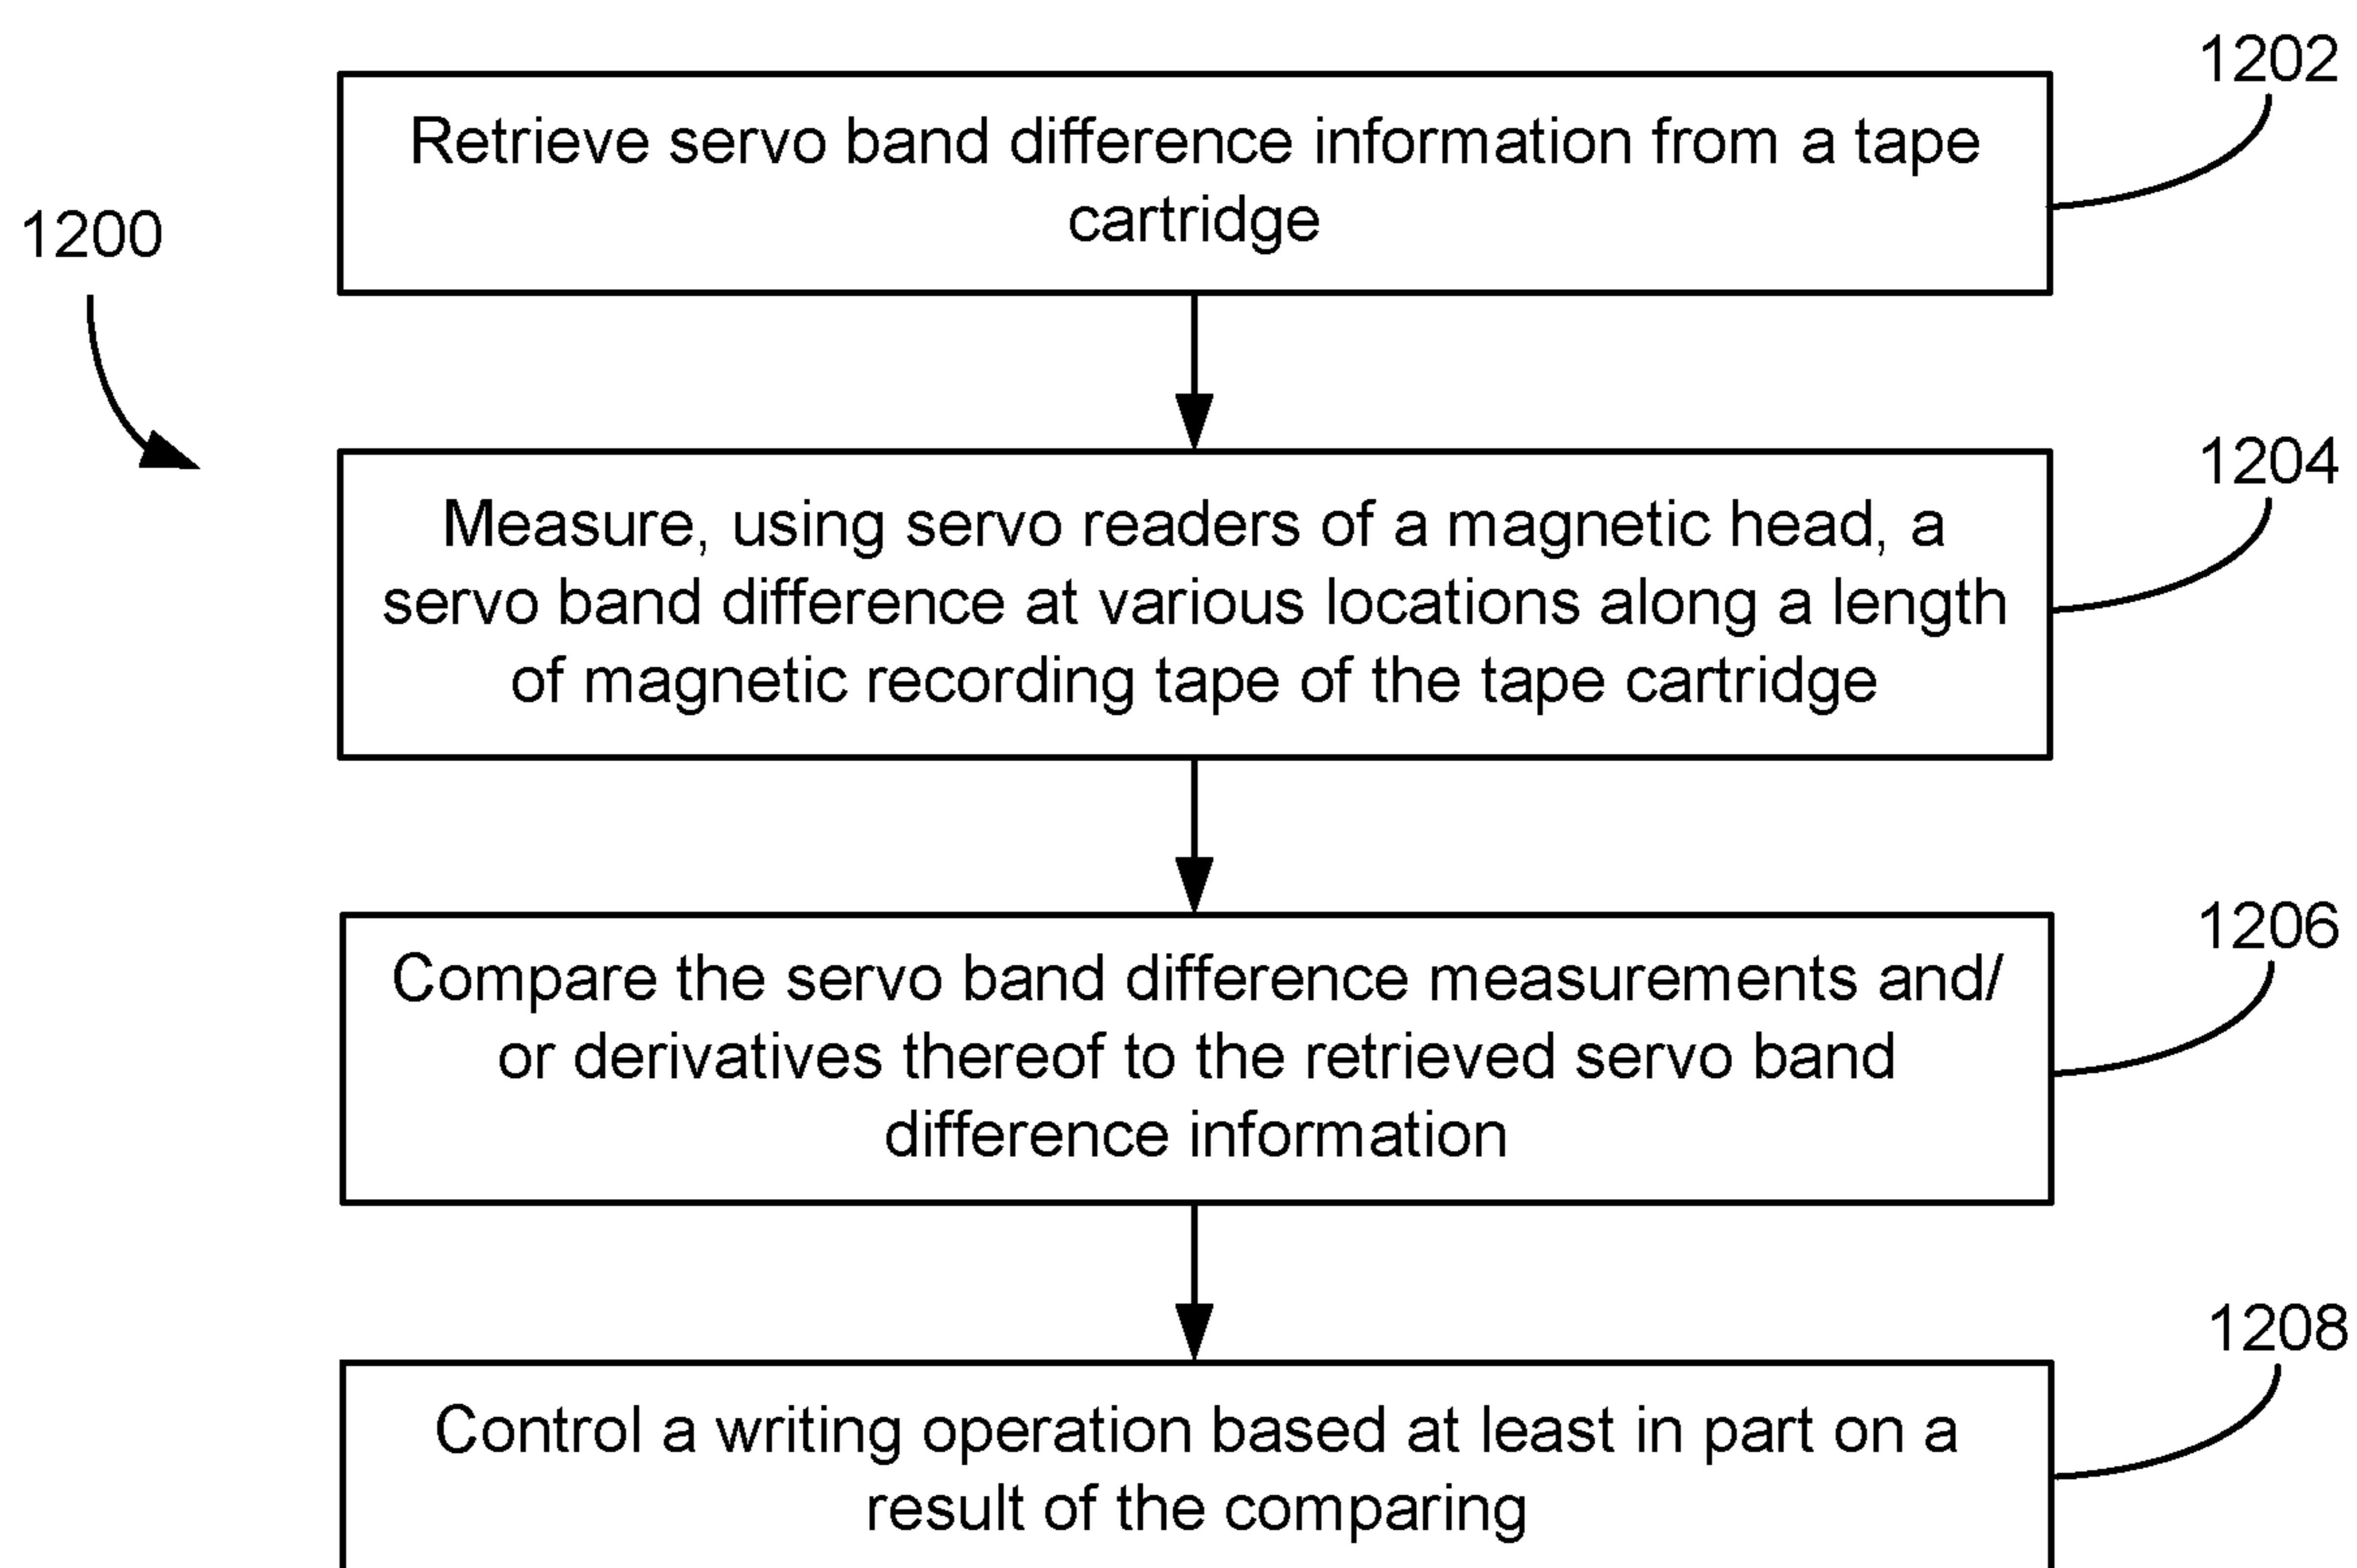 1202
Retrieve servo band difference information from a tape
cartridge
1200
1204
Measure, using servo readers of a magnetic head, a
servo band difference at various locations along a length
of magnetic recording tape of the tape cartridge
1206
Compare the servo band difference measurements and/
or derivatives thereof to the retrieved servo band
difference information
1208
Control a writing operation based at least in part on a
result of the comparing